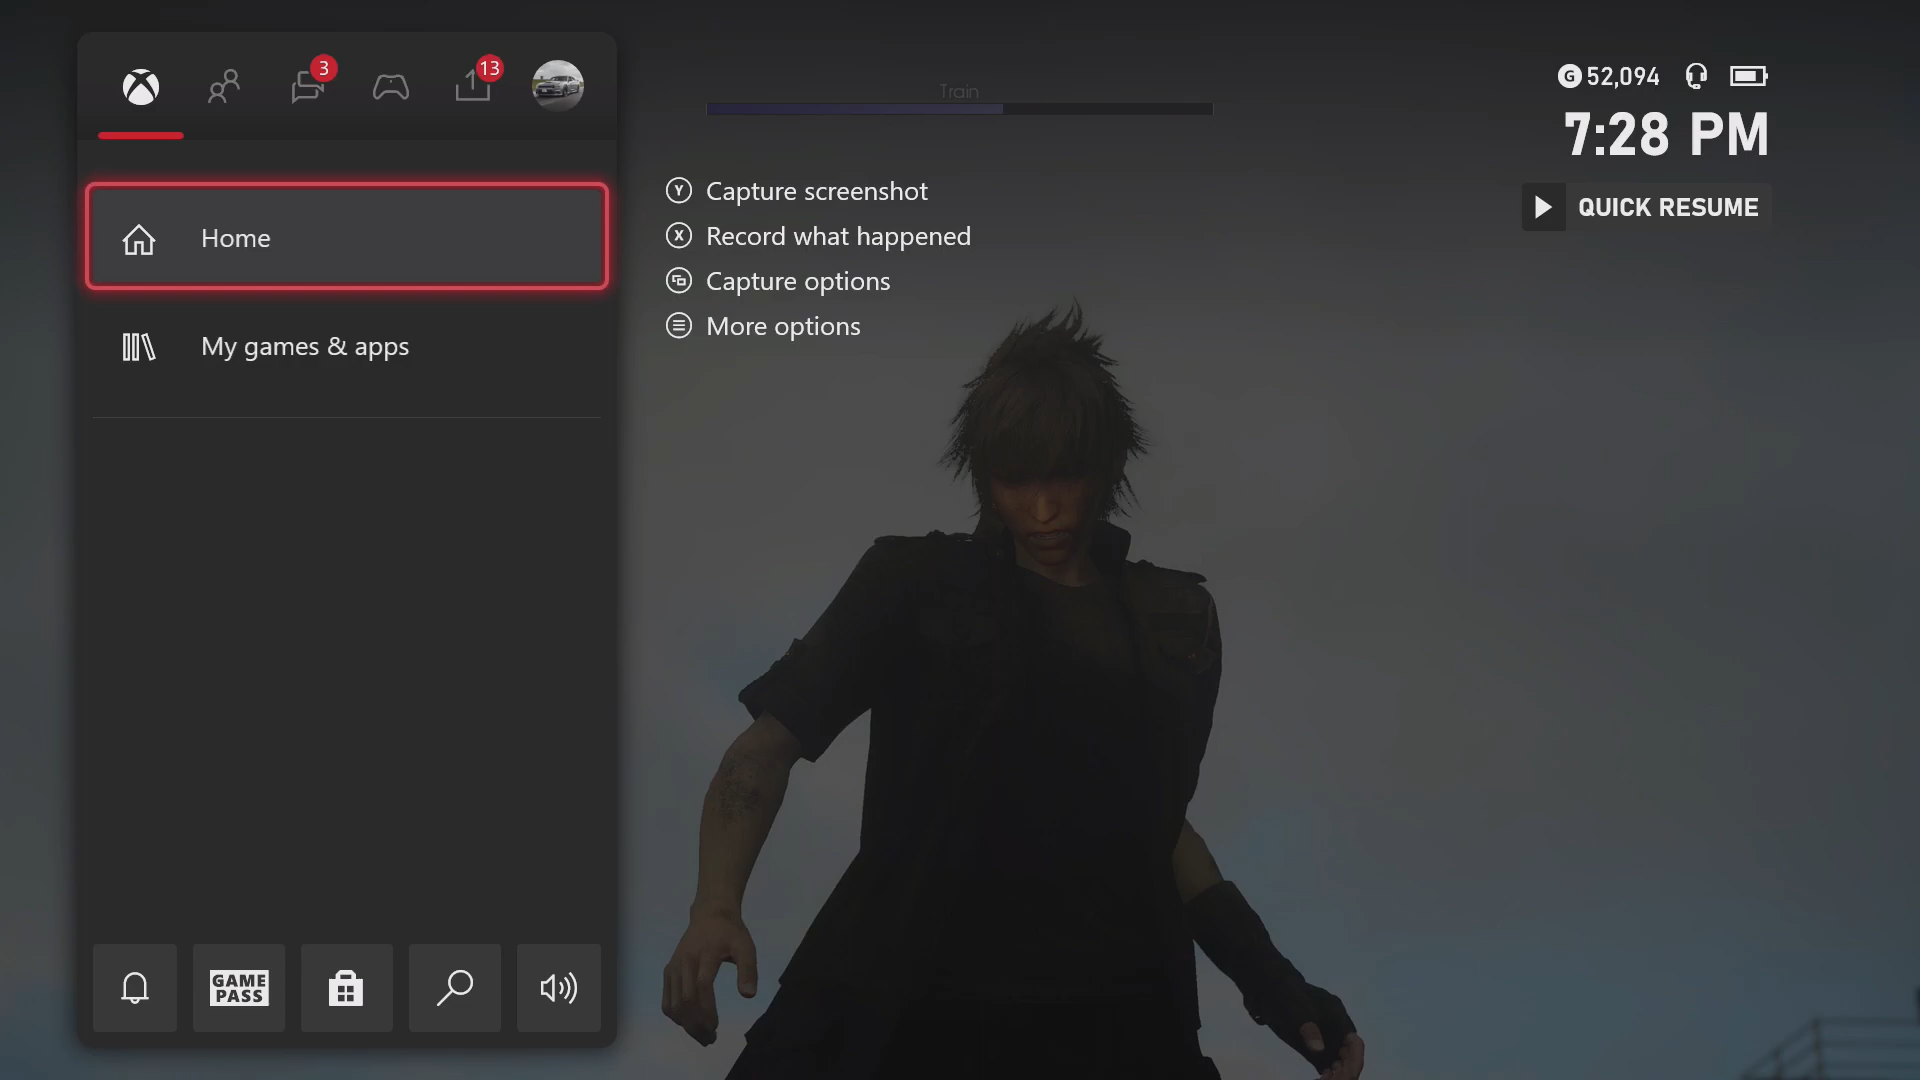 3
13
Home
My games & apps
GAME
PASS
Train
Y Capture screenshot
X Record what happened
Capture options
More options
G 52,094
7:28 PM
QUICK RESUME